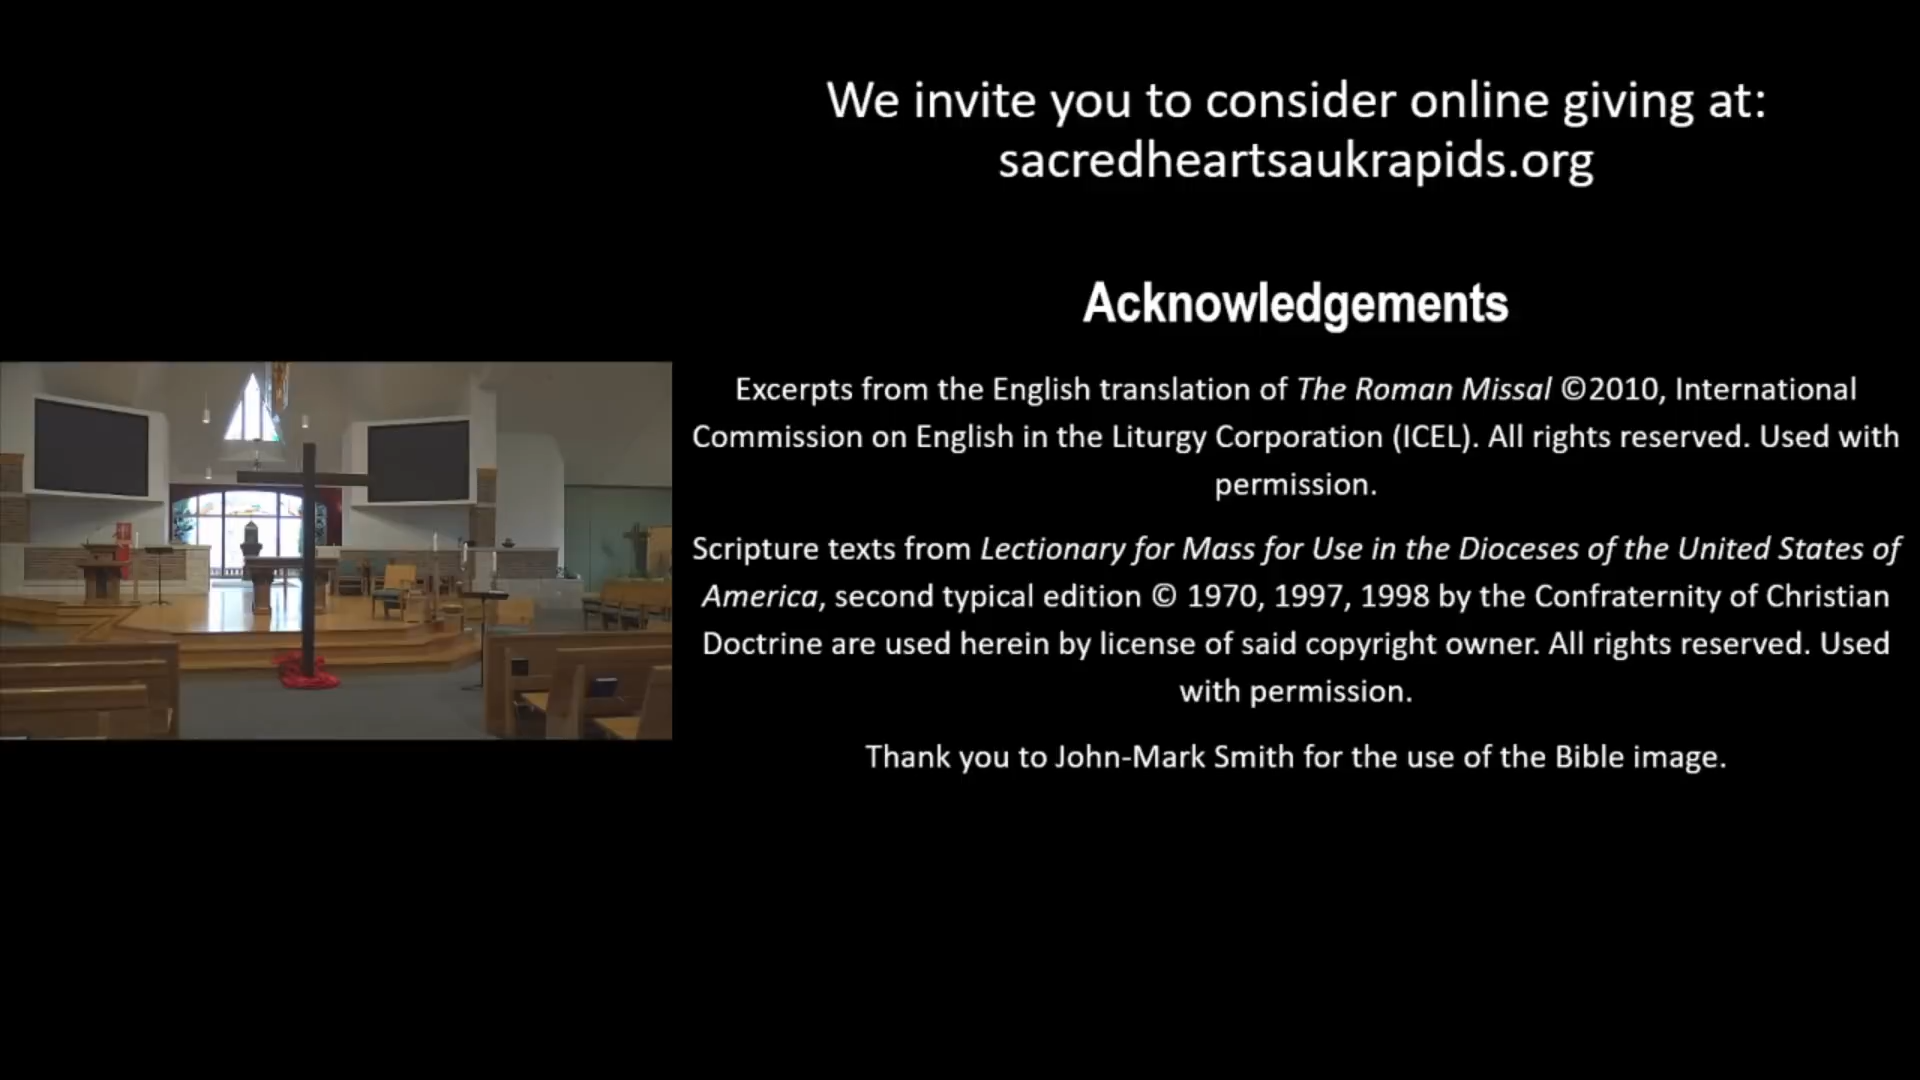 We invite you to consider online giving at:
sacredheartsaukrapids.org
Acknowledgements
Excerpts from the English translation of The Roman Missal ©2010, International
Commission on English in the Liturgy Corporation (ICEL). All rights reserved. Used with
permission.
Scripture texts from Lectionary for Mass for Use in the Dioceses of the United States of
America, second typical edition © 1970, 1997, 1998 by the Confraternity of Christian
Doctrine are used herein by license of said copyright owner. All rights reserved. Used
with permission.
Thank you to John-Mark Smith for the use of the Bible image.